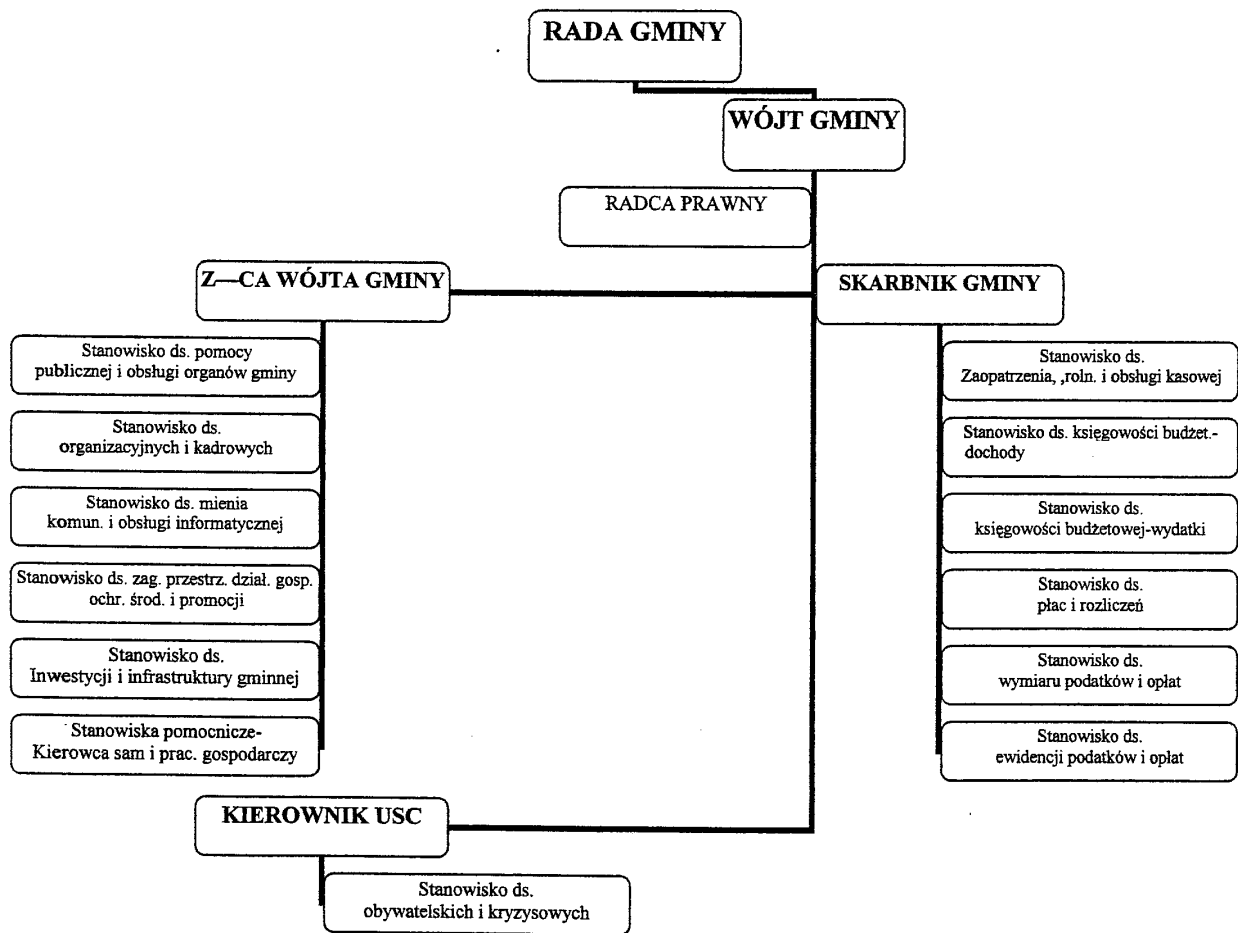 RADA GMINY
WÓJT GMINY
RADCA PRAWNY
Z—CA WÓJTA GMINY
SKARBNIK GMINY
Stanowisko ds. pomocy
publicznej i obsługi organów gminy
Stanowisko ds.
organizacyjnych i kadrowych
Stanowisko ds. mienia
komun. i obsługi informatycznej
Stanowisko ds. zag. przestrz. dział. gosp.
ochr. środ. i promocji
Stanowisko ds.
Inwestycji i infrastruktury gminnej
Stanowiska pomocnicze-
Kierowca sam i prac. gospodarczy
Stanowisko ds.
Zaopatrzenia, ,roln. i obsługi kasowej
Stanowisko ds. księgowości budżet.-
dochody
Stanowisko ds.
księgowości budżetowej-wydatki
Stanowisko ds.
płac i rozliczeń
Stanowisko ds.
wymiaru podatków i opłat
Stanowisko ds.
ewidencji podatków i opłat
KIEROWNIK USC
Stanowisko ds.
obywatelskich i kryzysowych